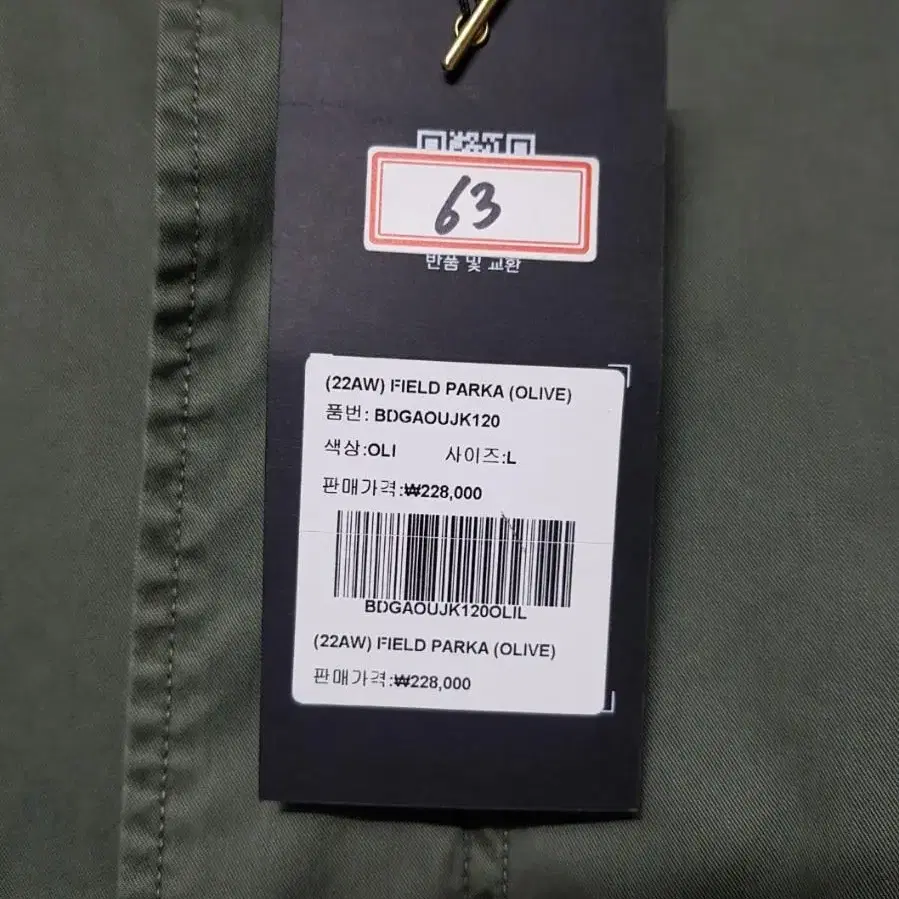 63
반품 및 교환
(22AW) FIELD PARKA (OLIVE)
품번: BDGAOUJK120
색상:OLI 사이즈:L
판매가격:₩228,000
BDGAOUJK120OLIL
(22AW) FIELD PARKA (OLIVE)
판매가격:₩228,000